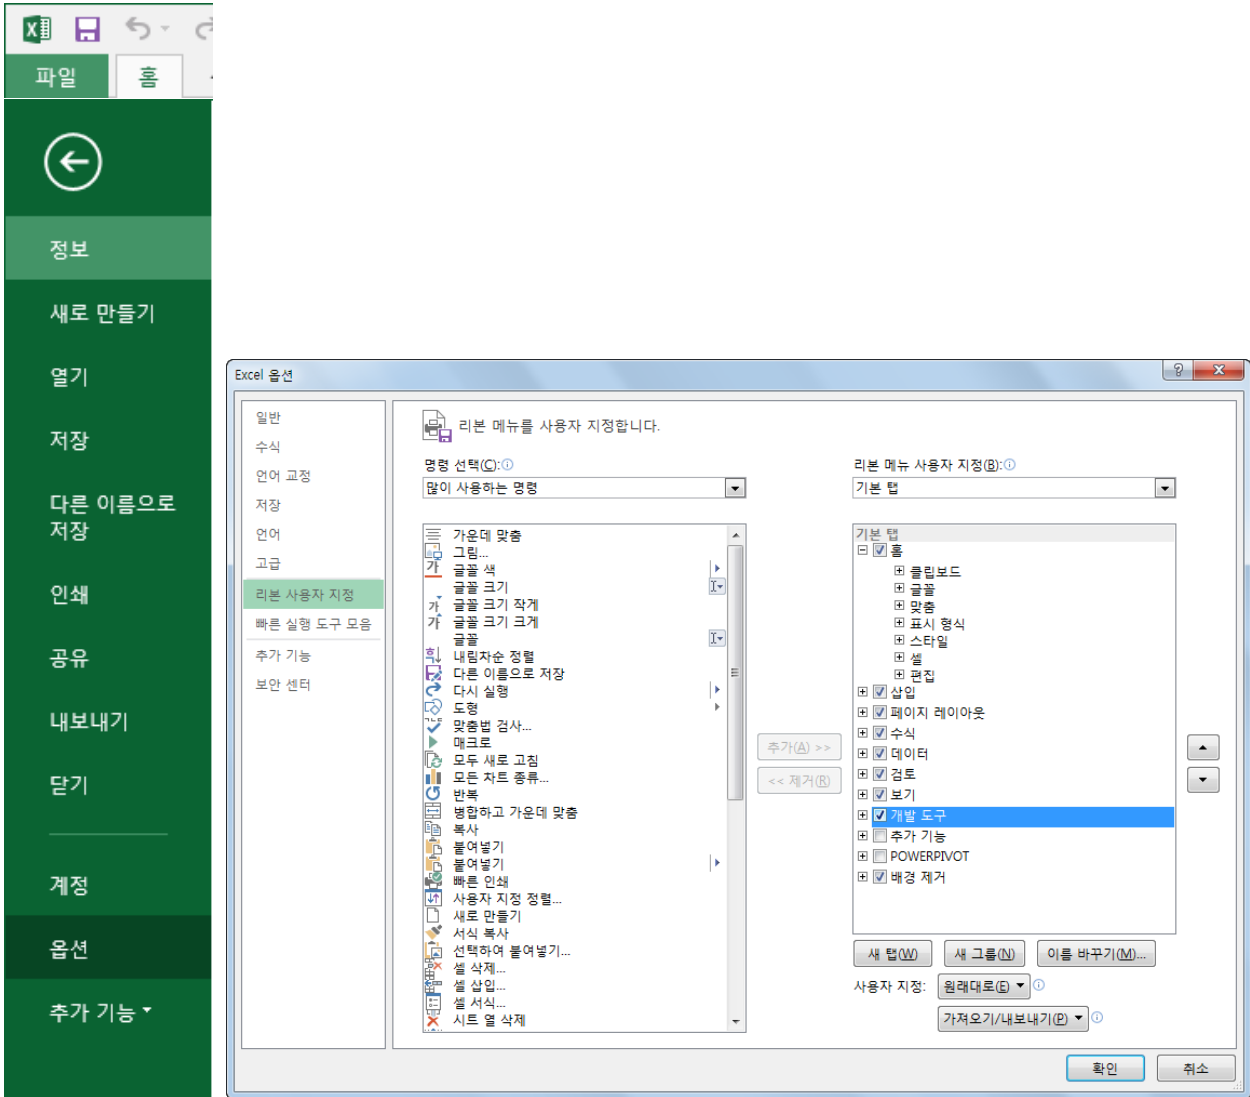 파일
홈
정보
새로 만들기
열기
저장
다른 이름으로
저장
인쇄
공유
내보내기
닫기
계정
옵션
추가 기능
Excel 옵션
일반
수식
언어 교정
저장
언어
고급
리본 사용자 지정
빠른 실행 도구 모음
추가 기능
보안 센터
리본 메뉴를 사용자 지정합니다.
명령 선택(C):
많이 사용하는 명령
가운데 맞춤
그림...
글꼴 색
글꼴 크기
글꼴 크기 작게
글꼴 크기 크게
글꼴
내림차순 정렬
다른 이름으로 저장
다시 실행
도형
맞춤법 검사...
매크로
모두 새로 고침
모든 차트 종류...
반복
병합하고 가운데 맞춤
복사
붙여넣기
붙여넣기
빠른 인쇄
사용자 지정 정렬...
새로 만들기
서식 복사
선택하여 붙여넣기...
셀 삭제...
셀 삽입...
셀 서식...
시트 열 삭제
추가(A) >>
<< 제거(R)
리본 메뉴 사용자 지정(B):
기본 탭
기본 탭
홈
클립보드
글꼴
맞춤
표시 형식
스타일
셀
편집
삽입
페이지 레이아웃
수식
데이터
검토
보기
개발 도구
추가 기능
POWERPIVOT
배경 제거
새 탭(W) 새 그룹(N) 이름 바꾸기(M)...
사용자 지정: 원래대로(E)
가져오기/내보내기(P)
확인 취소